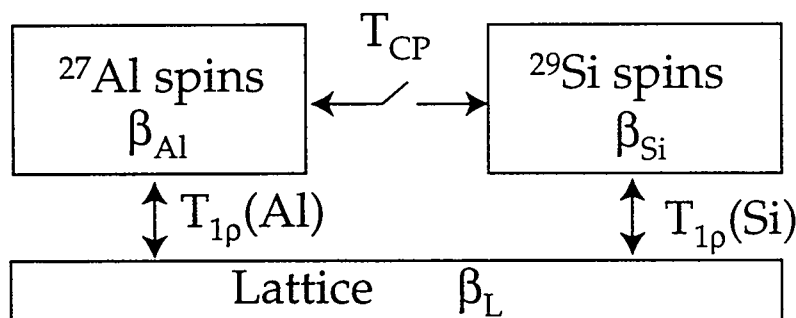 T_CP
²⁷Al spins
β_Al
²⁹Si spins
β_Si
T_1ρ(Al)
T_1ρ(Si)
Lattice β_L